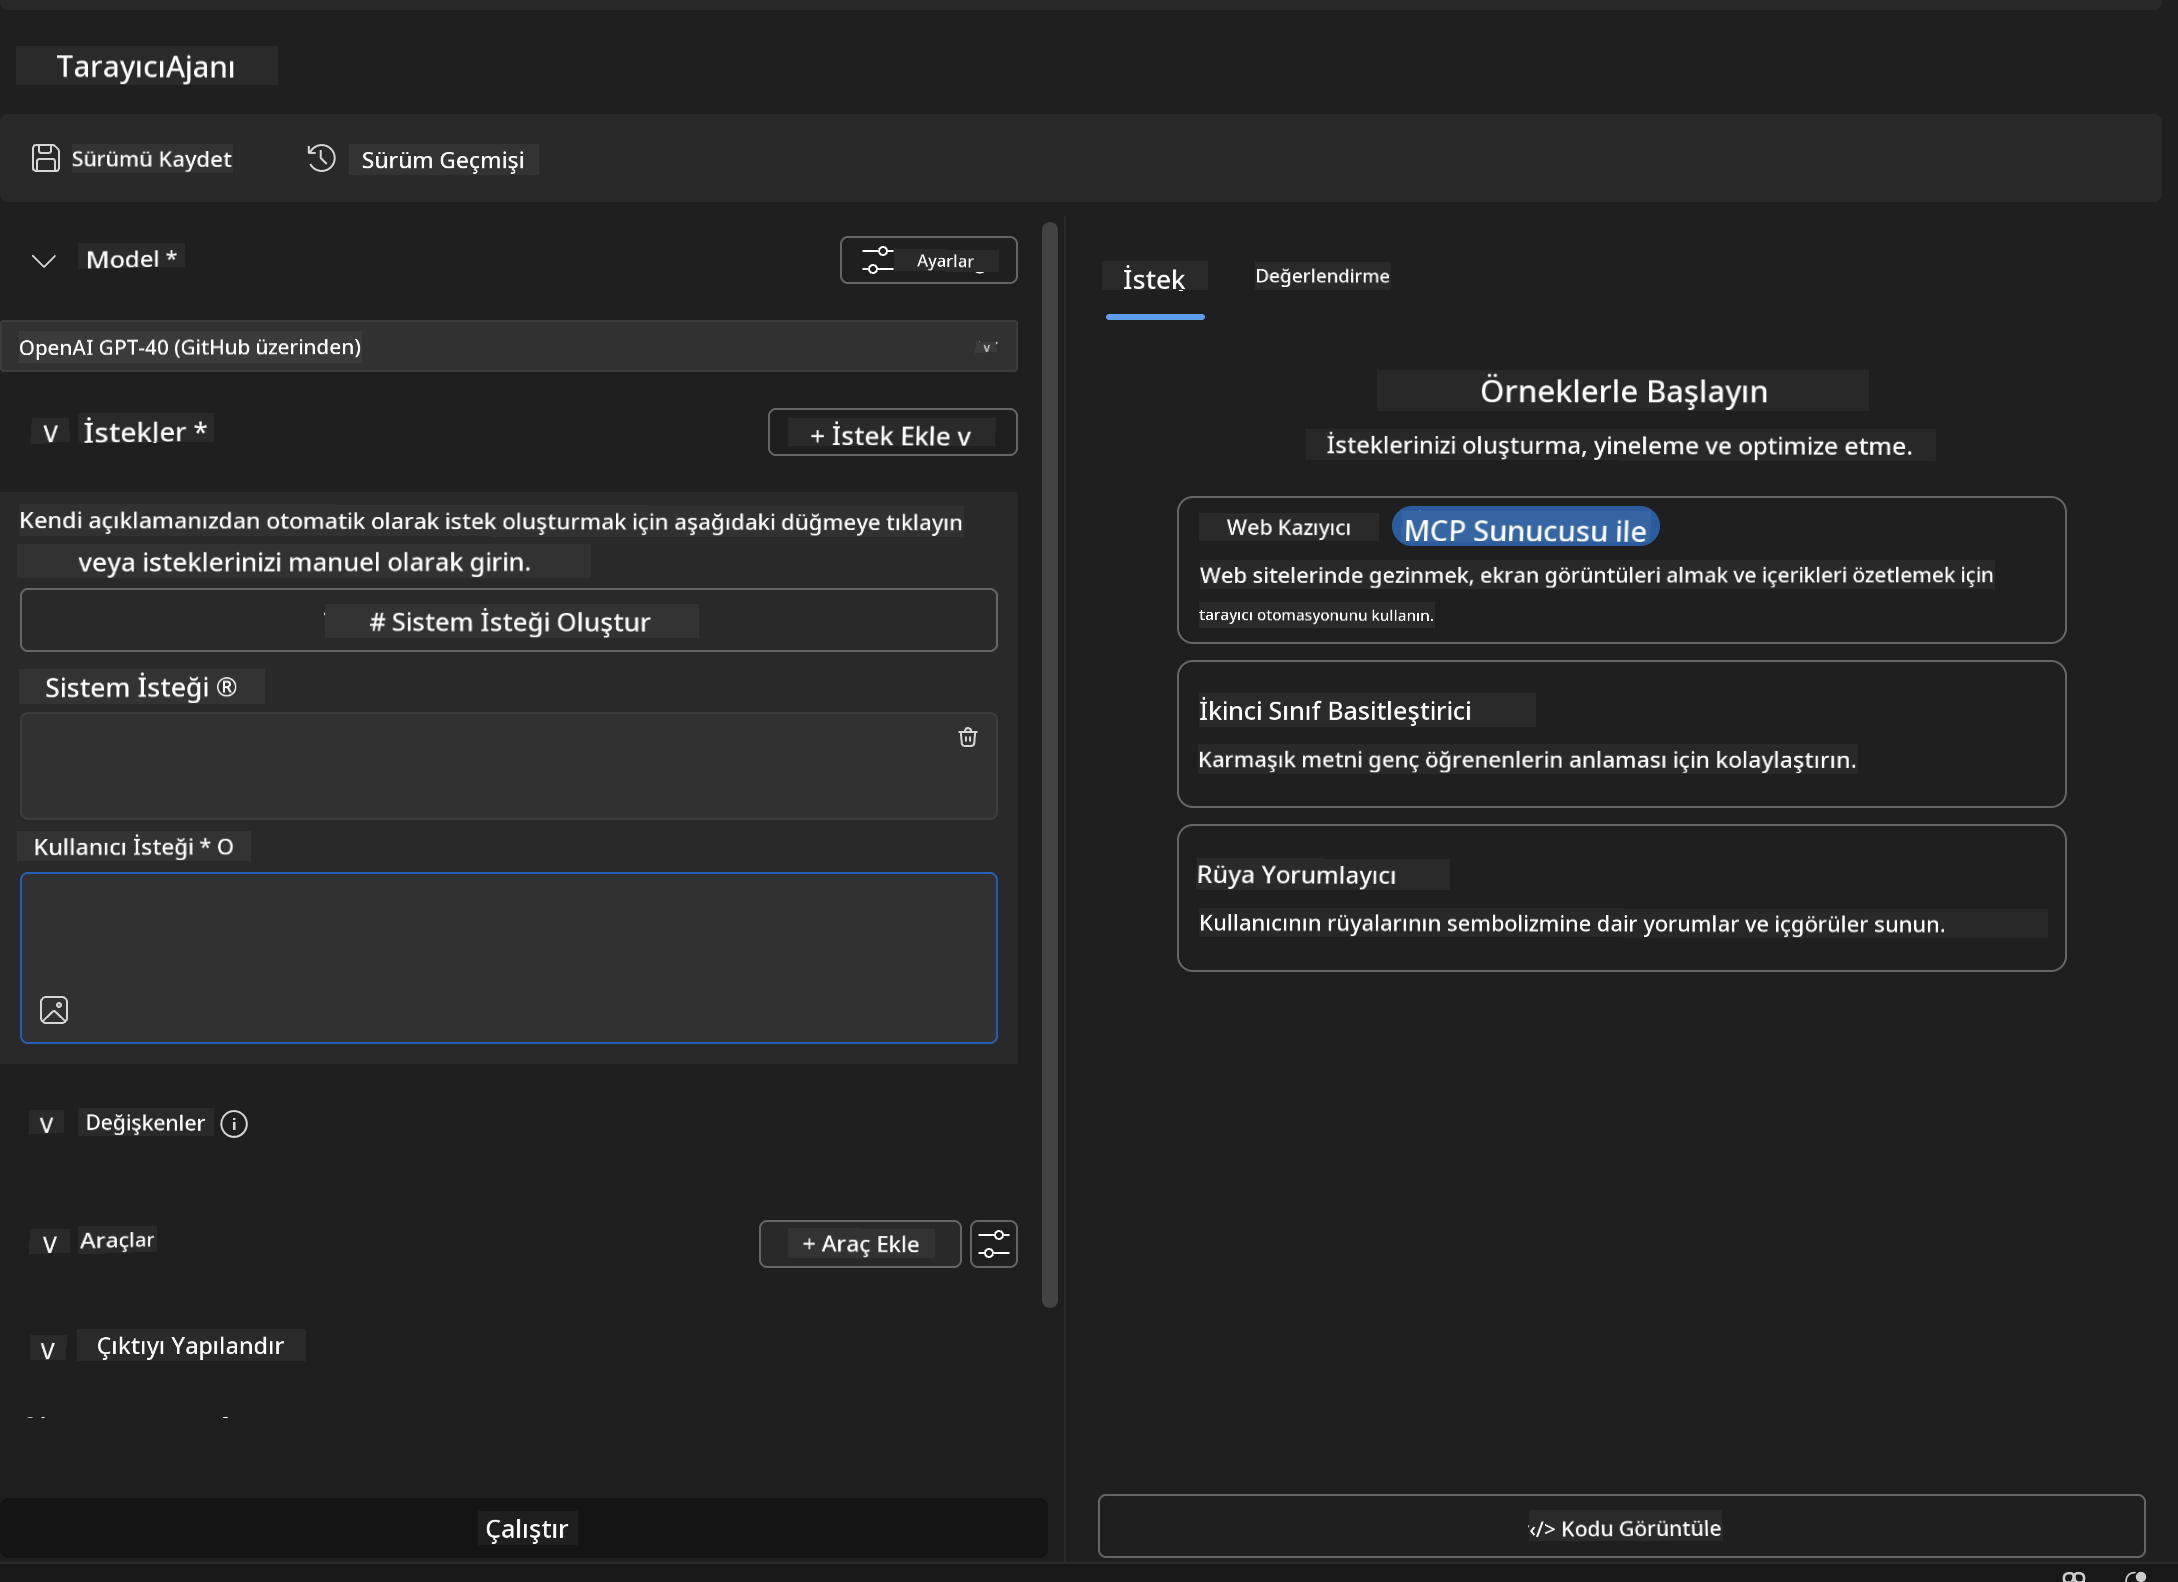 TarayıcıAjanı
Sürümü Kaydet
Sürüm Geçmişi
Model *
Ayarlar
OpenAI GPT-40 (GitHub üzerinden)
v
v İstekler *
+ İstek Ekle v
Kendi açıklamanızdan otomatik olarak istek oluşturmak için aşağıdaki düğmeye tıklayın
veya isteklerinizi manuel olarak girin.
# Sistem İsteği Oluştur
Sistem İsteği ®
Kullanıcı İsteği * O
v Değişkenler
v Araçlar
+ Araç Ekle
v Çıktıyı Yapılandır
Çalıştır
İstek
Değerlendirme
Örneklerle Başlayın
İsteklerinizi oluşturma, yineleme ve optimize etme.
Web Kazıyıcı MCP Sunucusu ile
Web sitelerinde gezinmek, ekran görüntüleri almak ve içerikleri özetlemek için
tarayıcı otomasyonunu kullanın.
İkinci Sınıf Basitleştirici
Karmaşık metni genç öğrenenlerin anlaması için kolaylaştırın.
Rüya Yorumlayıcı
Kullanıcının rüyalarının sembolizmine dair yorumlar ve içgörüler sunun.
</> Kodu Görüntüle